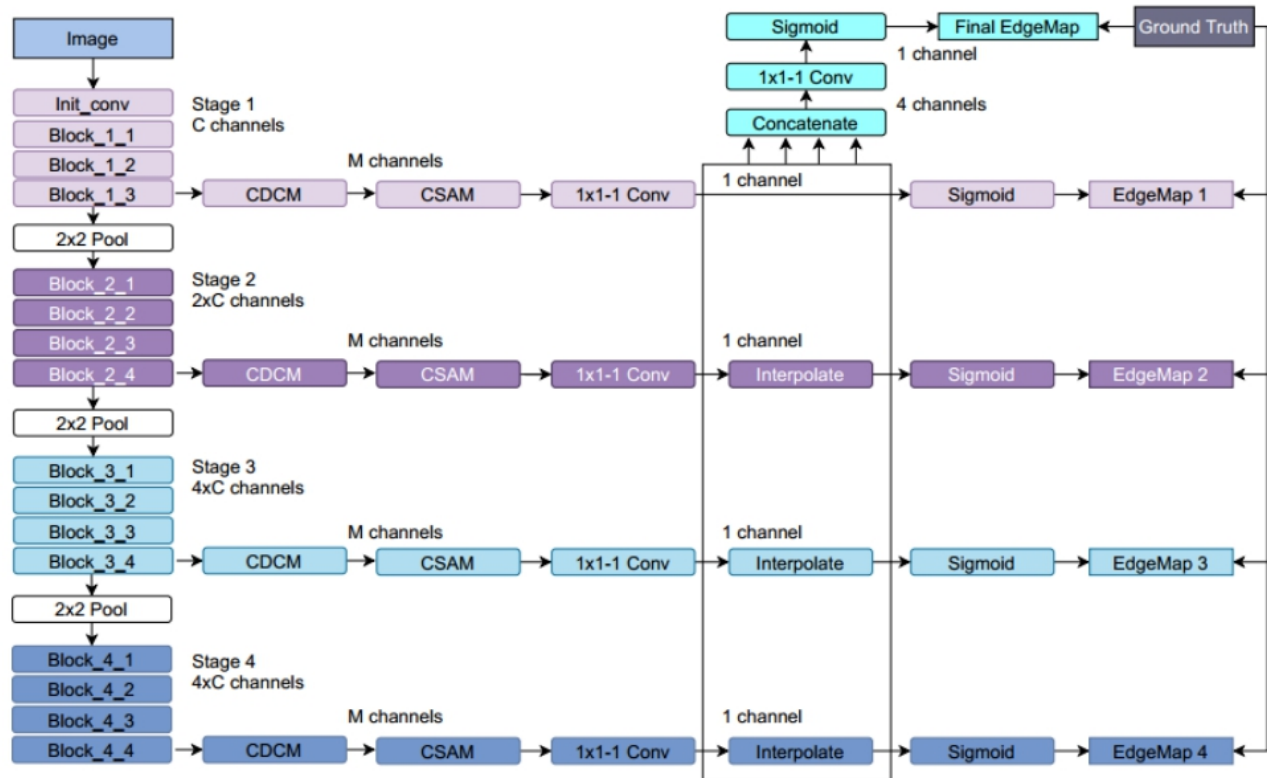 Image
Sigmoid
Final EdgeMap
Ground Truth
1 channel
1x1-1 Conv
4 channels
Concatenate
Init_conv
Stage 1
C channels
Block_1_1
Block_1_2
Block_1_3
M channels
CDCM
CSAM
1x1-1 Conv
1 channel
Sigmoid
EdgeMap 1
2x2 Pool
Block_2_1
Stage 2
2xC channels
Block_2_2
Block_2_3
Block_2_4
M channels
CDCM
CSAM
1x1-1 Conv
1 channel
Interpolate
Sigmoid
EdgeMap 2
2x2 Pool
Block_3_1
Stage 3
4xC channels
Block_3_2
Block_3_3
Block_3_4
M channels
CDCM
CSAM
1x1-1 Conv
1 channel
Interpolate
Sigmoid
EdgeMap 3
2x2 Pool
Block_4_1
Stage 4
4xC channels
Block_4_2
Block_4_3
Block_4_4
M channels
CDCM
CSAM
1x1-1 Conv
1 channel
Interpolate
Sigmoid
EdgeMap 4